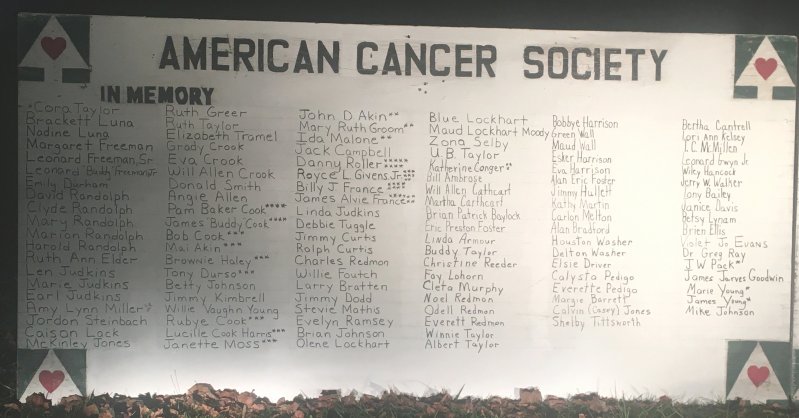 AMERICAN CANCER SOCIETY
IN MEMORY
*Cora Taylor
Brackett Luna
Nadine Luna
Margaret Freeman
Leonard Freeman, Sr
Leonard Buddy Freeman Jr
Emily Durham
David Randolph
Clyde Randolph
Mary Randolph
Marian Randolph
Harold Randolph
Ruth Ann Elder
Len Judkins
Marie Judkins
Earl Judkins
Amy Lynn Miller**
Jordon Steinbach
Carson Lack
McKinley Jones
Ruth Greer
Ruth Taylor
Elizabeth Tramel
Grady Crook
Eva Crook
Will Allen Crook
Donald Smith
Angie Allen
Pam Baker Cook****
James Buddy Cook****
Bob Cook***
Mai Akin***
Brownie Haley***
Tony Durso***
Betty Johnson
Jimmy Kimbrell
Willie Vaughn Young
Rubye Cook***
Lucille Cook Harris***
Janette Moss***
John D. Akin**
Mary Ruth Groom**
Ida Malone**
Jack Campbell
Danny Roller
Royce L. Givens Jr.
Billy J France
James Alvie France
Linda Judkins
Debbie Tuggle
Jimmy Curtis
Ralph Curtis
Charles Redmon
Willie Foutch
Larry Bratten
Jimmy Dodd
Stevie Mathis
Evelyn Ramsey
Brian Johnson
Olene Lockhart
Blue Lockhart
Maud Lockhart Moody
Zona Selby
U.B. Taylor
Katherine Conger**
Bill Ambrose
Will Allen Cathcart
Martha Carthcart
Brian Patrick Baylock
Eric Preston Foster
Linda Armour
Buddy Taylor
Christine Reeder
Fay Lohorn
Cleta Murphy
Noel Redmon
Odell Redmon
Everett Redmon
Winnie Taylor
Albert Taylor
Bobbye Harrison
Green Wall
Maud Wall
Esker Harrison
Eva Harrison
Alan Eric Foster
Jimmy Hallett
Kathy Martin
Carlon Melton
Alan Bradford
Houston Washer
Delton Washer
Elsie Driver
Calysta Pedigo
Everette Pedigo
Margie Barrett
Calvin (Casey) Jones
Shelby Tittsworth
Bertha Cantrell
Lori Ann Kelsey
J.C. McMillen
Leonard Gwyn Jr
Wiley Hancock
Jerry W. Walker
Tony Bailey
Janice Davis
Betsy Lynam
Brien Ellis
Violet Jo Evans
Dr Greg Ray
J W Pack*
James Jarves Goodwin
Marie Young*
James Young*
Mike Johnson